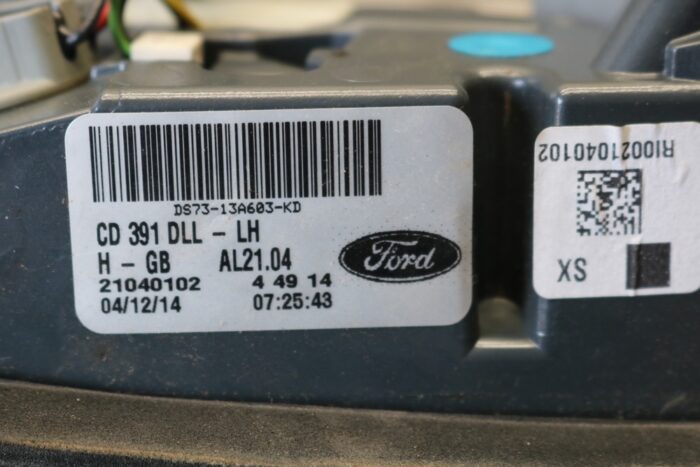 DS73-13A603-KD
CD 391 DLL - LH
H - GB AL21.04
Ford
21040102 4 49 14
04/12/14 07:25:43
RI0021040102
SX